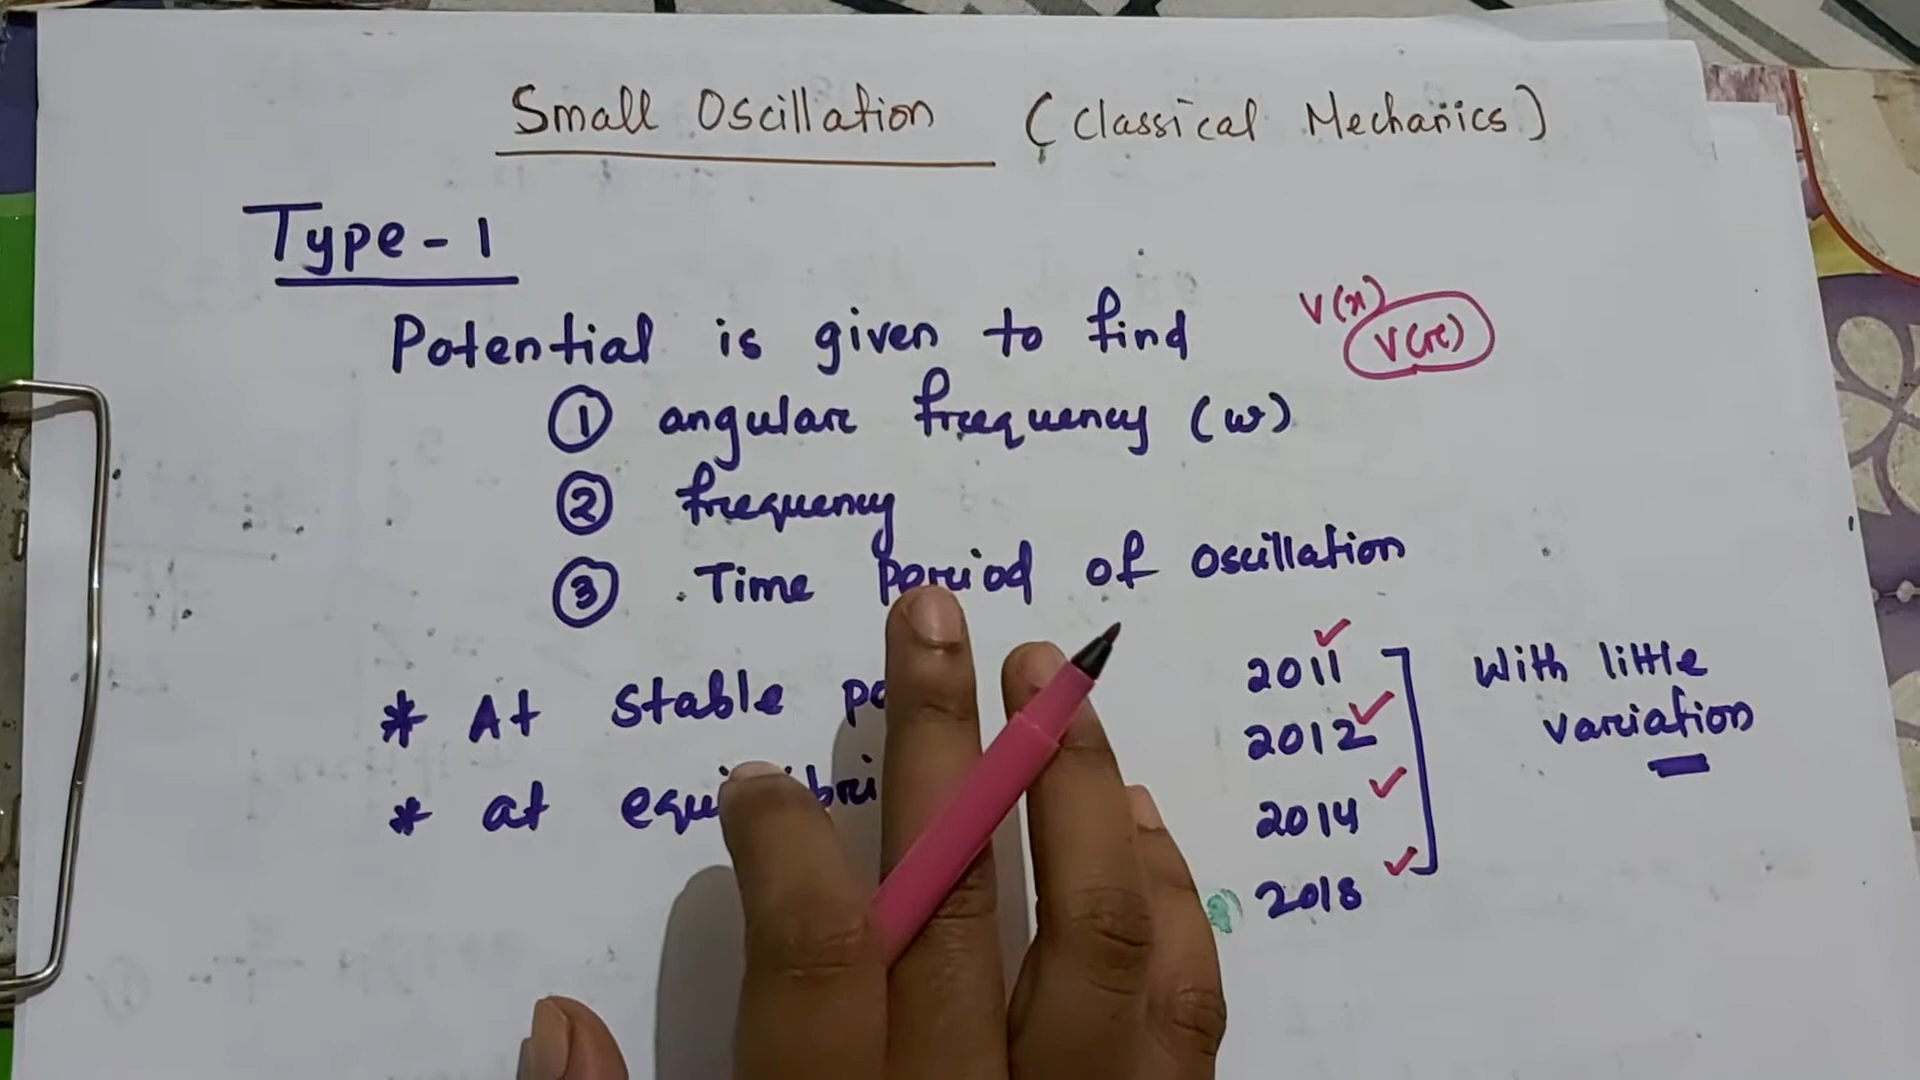 Small Oscillation (Classical Mechanics)
Type-1
Potential is given to find
V(x)
V(r)
① angular frequency (ω)
② frequency
③ Time period of oscillation
* At stable
* at
2011
2012
2014
2018
With little
variation